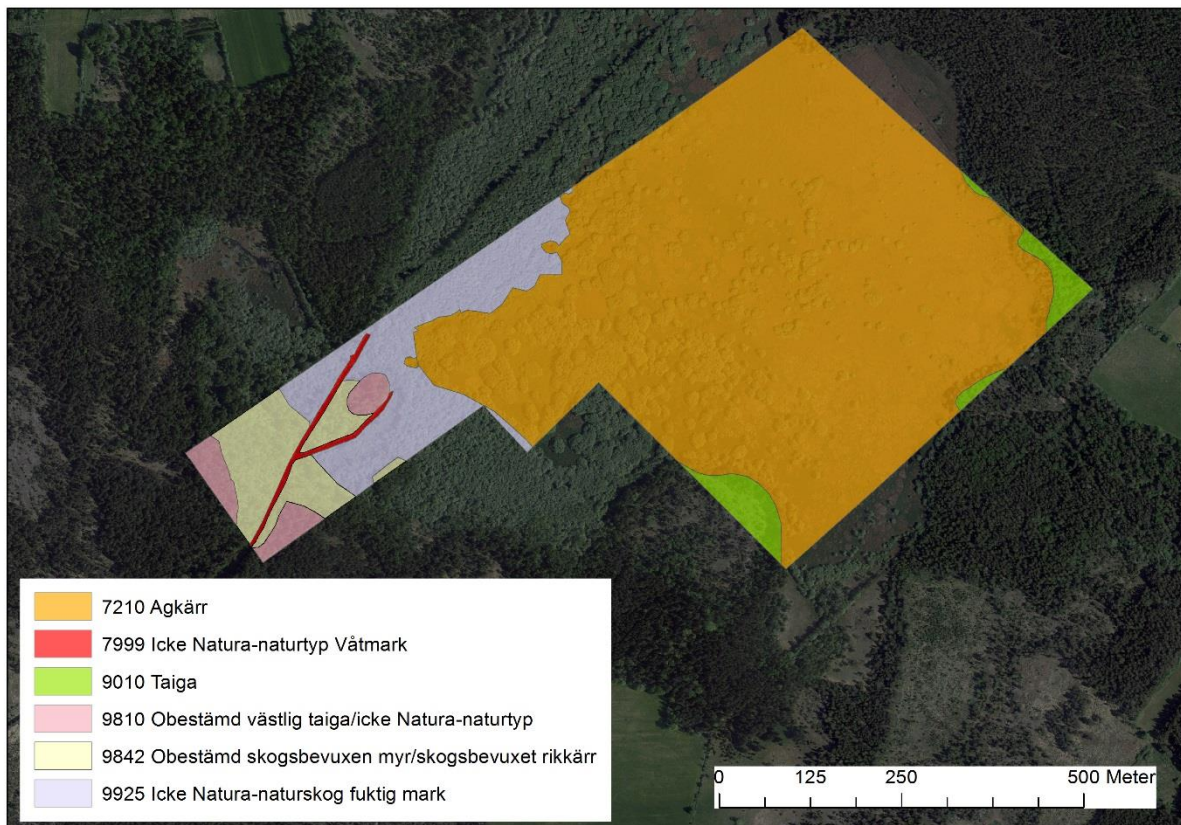 7210 Agkärr
7999 Icke Natura-naturtyp Våtmark
9010 Taiga
9810 Obestämd västlig taiga/icke Natura-naturtyp
9842 Obestämd skogsbevuxen myr/skogsbevuxet rikkärr
9925 Icke Natura-naturskog fuktig mark
0 125 250 500 Meter